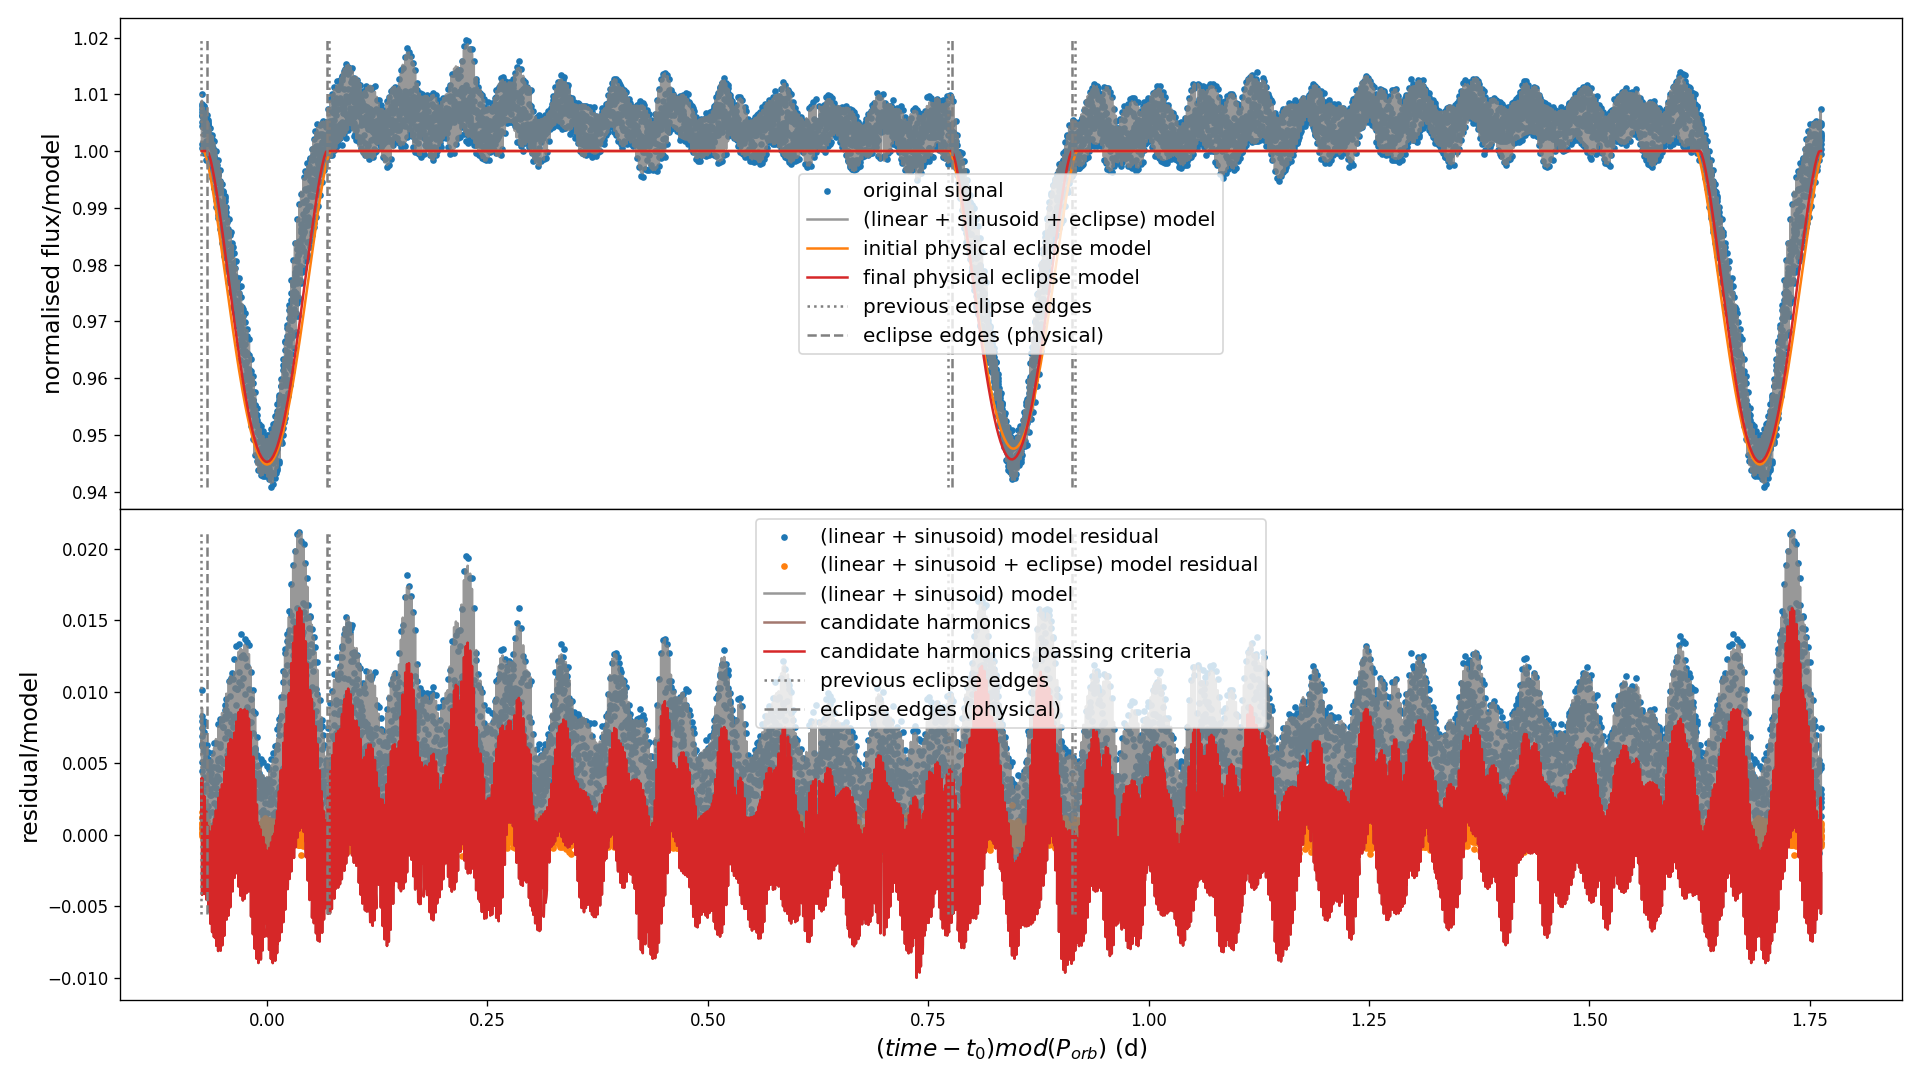 1.02
1.01
1.00
0.99
0.98
0.97
0.96
0.95
0.94
normalised flux/model
original signal
(linear + sinusoid + eclipse) model
initial physical eclipse model
final physical eclipse model
previous eclipse edges
eclipse edges (physical)
0.020
0.015
0.010
0.005
0.000
−0.005
−0.010
residual/model
(linear + sinusoid) model residual
(linear + sinusoid + eclipse) model residual
(linear + sinusoid) model
candidate harmonics
candidate harmonics passing criteria
previous eclipse edges
eclipse edges (physical)
0.00 0.25 0.50 0.75 1.00 1.25 1.50 1.75
(time − t₀)mod(P_orb) (d)